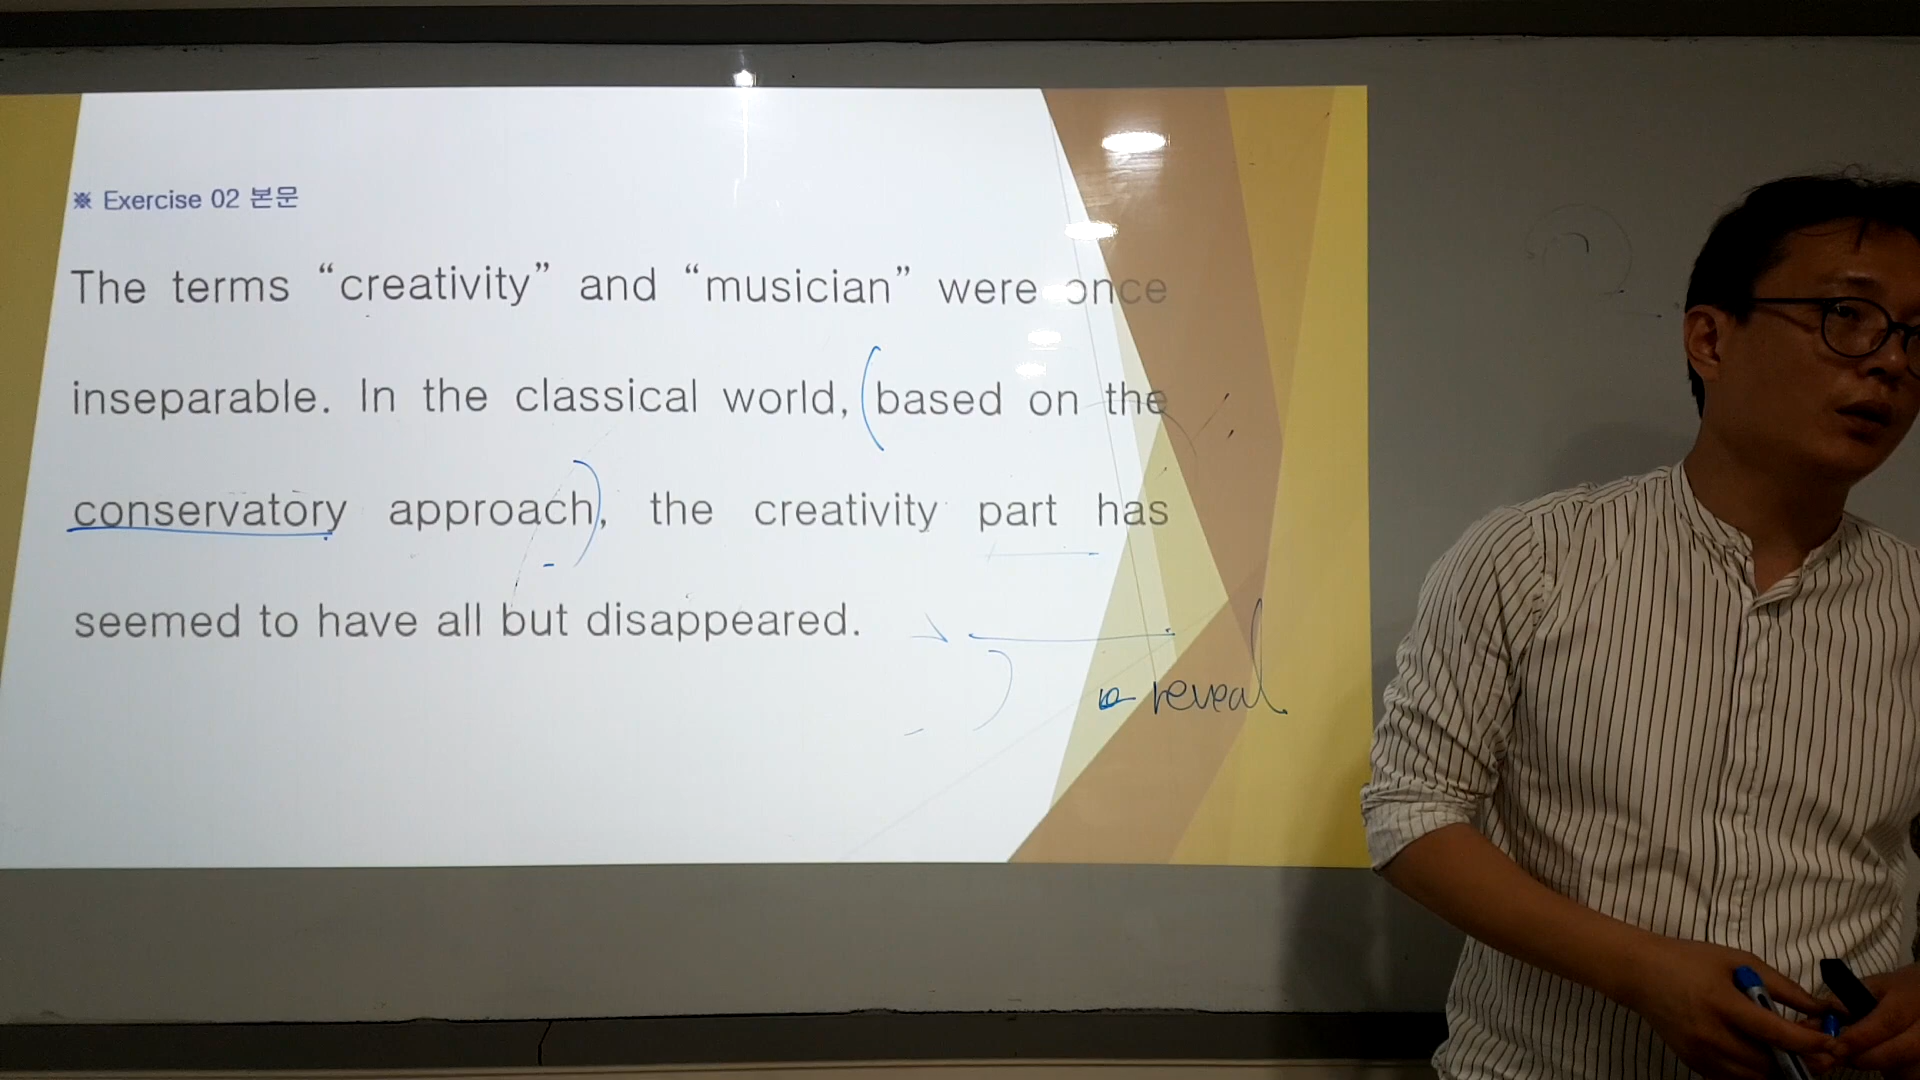 ※ Exercise 02 본문
The terms “creativity” and “musician” were once
inseparable. In the classical world, (based on the
conservatory approach), the creativity part has
seemed to have all but disappeared.
reveal